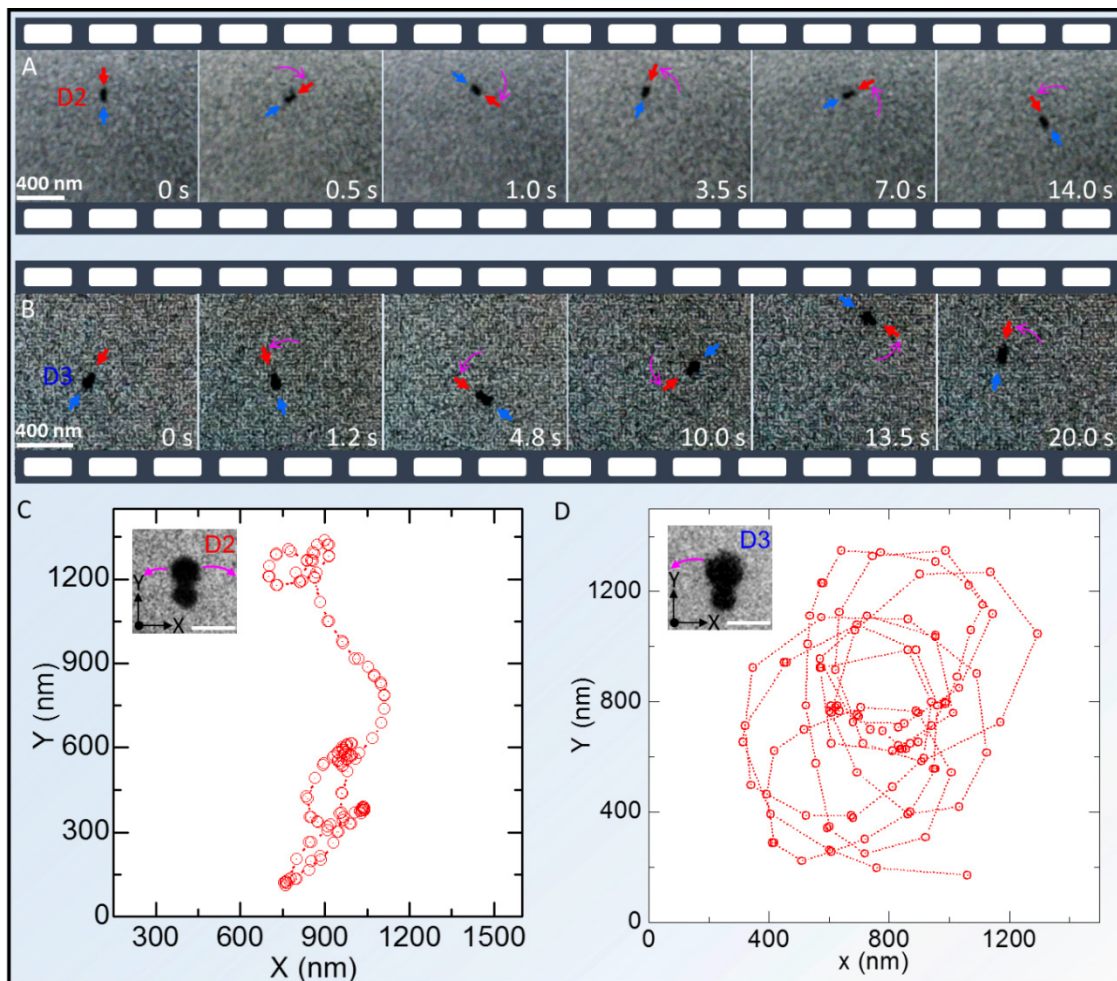 A
D2
400 nm
0 s
0.5 s
1.0 s
3.5 s
7.0 s
14.0 s
B
D3
400 nm
0 s
1.2 s
4.8 s
10.0 s
13.5 s
20.0 s
C
D2
Y
X
1200
900
600
300
0
Y (nm)
300 600 900 1200 1500
X (nm)
D
D3
Y
X
1200
800
400
0
Y (nm)
0 400 800 1200
x (nm)